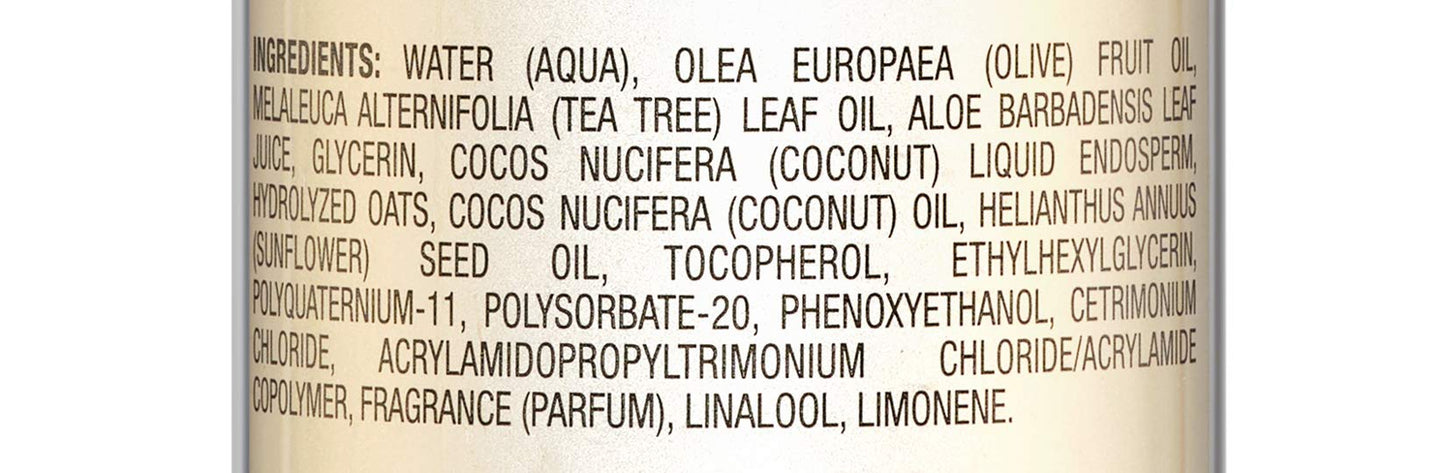 INGREDIENTS: WATER (AQUA), OLEA EUROPAEA (OLIVE) FRUIT OIL,
MELALEUCA ALTERNIFOLIA (TEA TREE) LEAF OIL, ALOE BARBADENSIS LEAF
JUICE, GLYCERIN, COCOS NUCIFERA (COCONUT) LIQUID ENDOSPERM,
HYDROLYZED OATS, COCOS NUCIFERA (COCONUT) OIL, HELIANTHUS ANNUUS
(SUNFLOWER) SEED OIL, TOCOPHEROL, ETHYLHEXYLGLYCERIN,
POLYQUATERNIUM-11, POLYSORBATE-20, PHENOXYETHANOL, CETRIMONIUM
CHLORIDE, ACRYLAMIDOPROPYLTRIMONIUM CHLORIDE/ACRYLAMIDE
COPOLYMER, FRAGRANCE (PARFUM), LINALOOL, LIMONENE.